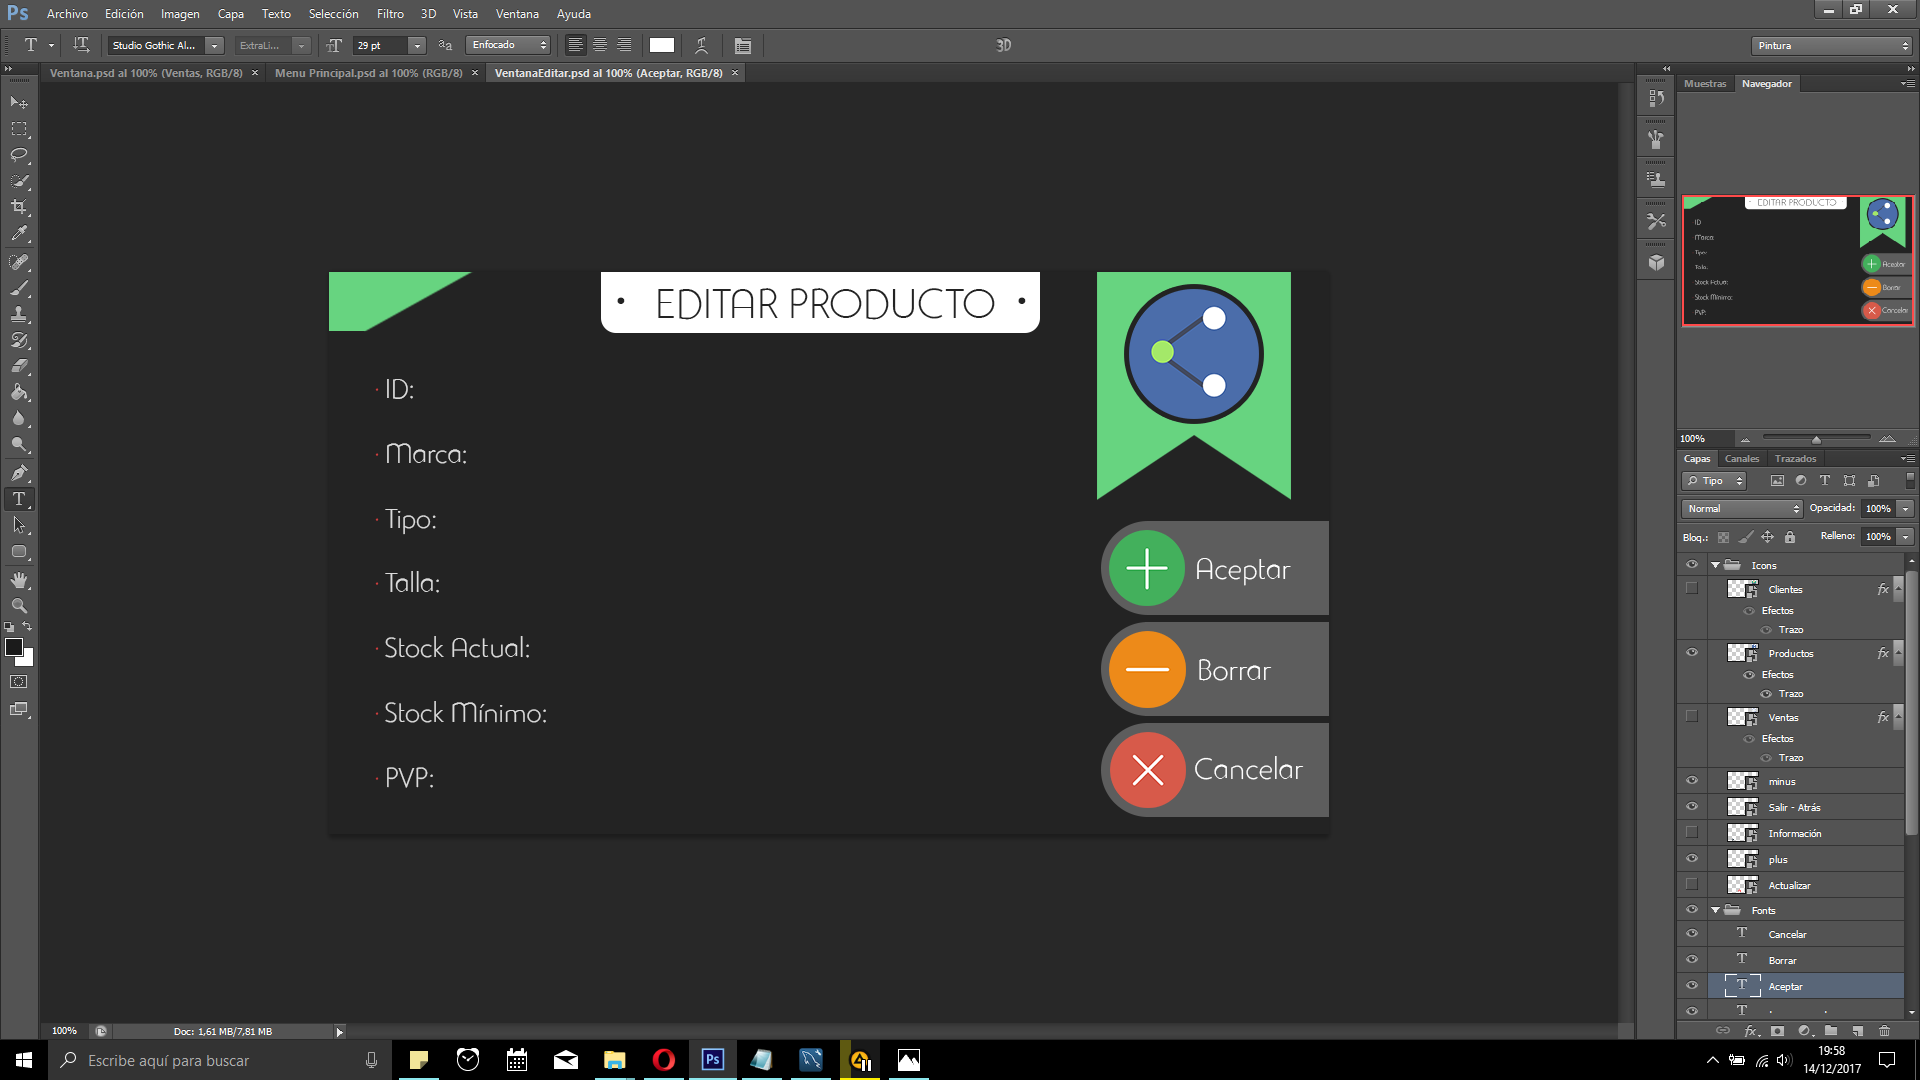 Ps Archivo Edición Imagen Capa Texto Selección Filtro 3D Vista Ventana Ayuda
T Studio Gothic Al... ExtraLi... 29 pt aa Enfocado 3D Pintura
Ventana.psd al 100% (Ventas, RGB/8) × Menu Principal.psd al 100% (RGB/8) × VentanaEditar.psd al 100% (Aceptar, RGB/8) ×
Muestras Navegador
• EDITAR PRODUCTO •
· ID:
· Marca:
· Tipo:
· Talla:
· Stock Actual:
· Stock Mínimo:
· PVP:
Aceptar
Borrar
Cancelar
EDITAR PRODUCTO
ID
Marca:
Tipo:
Talla:
Stock Actual:
Stock Mínimo:
PVP:
Aceptar
Borrar
Cancelar
100%
Capas Canales Trazados
Tipo
Normal Opacidad: 100%
Bloq.: Relleno: 100%
Icons
Clientes fx
Efectos
Trazo
Productos fx
Efectos
Trazo
Ventas fx
Efectos
Trazo
minus
Salir - Atrás
Información
plus
Actualizar
Fonts
T Cancelar
T Borrar
T Aceptar
T . .
fx
100% Doc: 1,61 MB/7,81 MB
Escribe aquí para buscar
Ps
19:58
14/12/2017